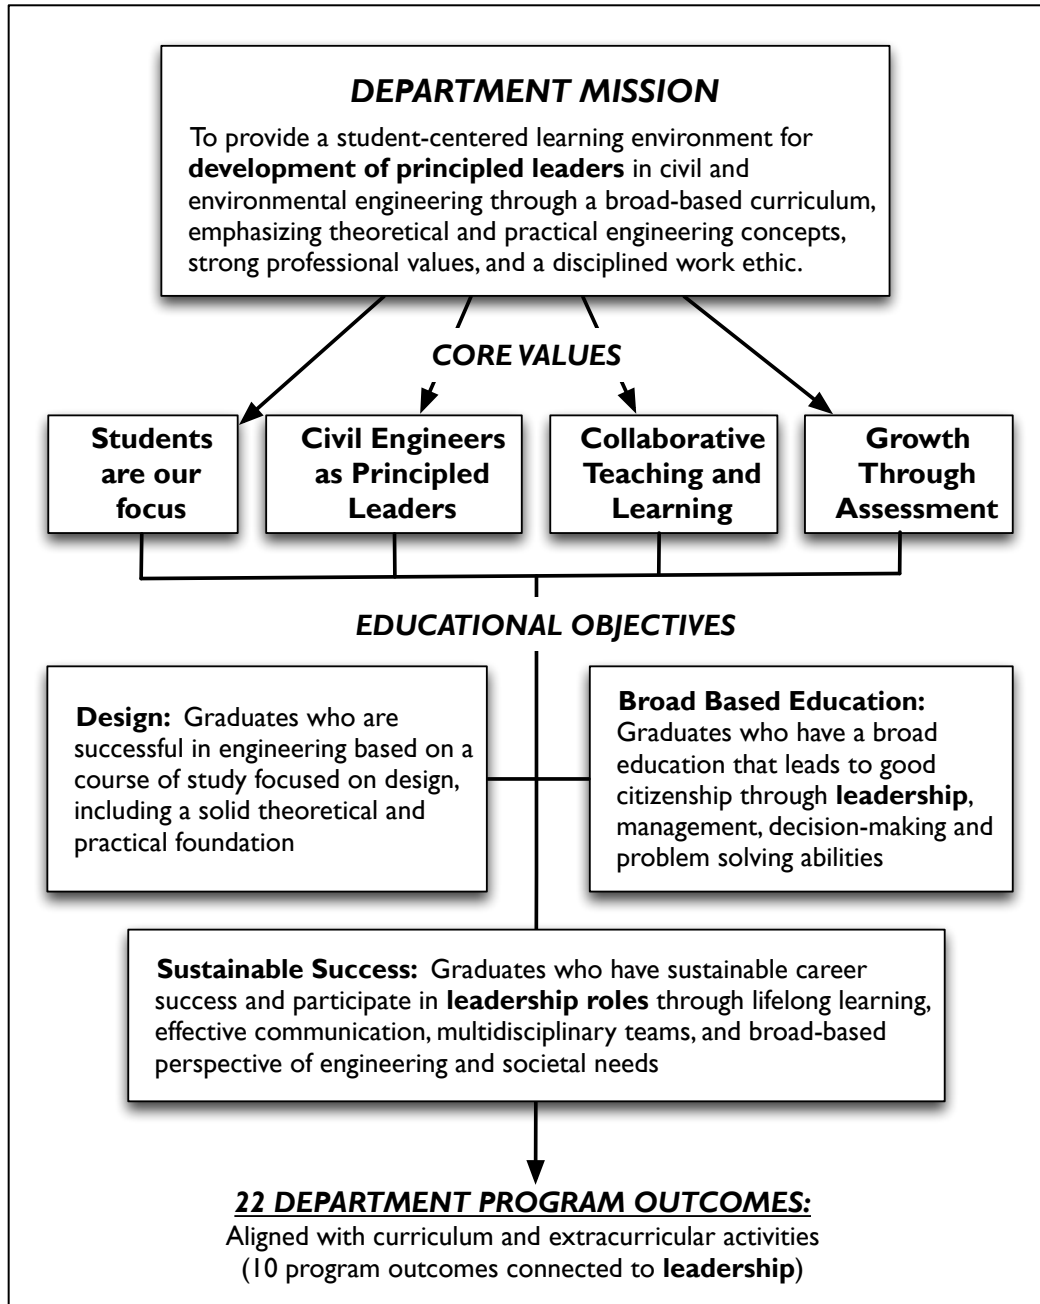 DEPARTMENT MISSION
To provide a student-centered learning environment for
development of principled leaders in civil and
environmental engineering through a broad-based curriculum,
emphasizing theoretical and practical engineering concepts,
strong professional values, and a disciplined work ethic.
CORE VALUES
Students
are our
focus
Civil Engineers
as Principled
Leaders
Collaborative
Teaching and
Learning
Growth
Through
Assessment
EDUCATIONAL OBJECTIVES
Design: Graduates who are
successful in engineering based on a
course of study focused on design,
including a solid theoretical and
practical foundation
Broad Based Education:
Graduates who have a broad
education that leads to good
citizenship through leadership,
management, decision-making and
problem solving abilities
Sustainable Success: Graduates who have sustainable career
success and participate in leadership roles through lifelong learning,
effective communication, multidisciplinary teams, and broad-based
perspective of engineering and societal needs
22 DEPARTMENT PROGRAM OUTCOMES:
Aligned with curriculum and extracurricular activities
(10 program outcomes connected to leadership)